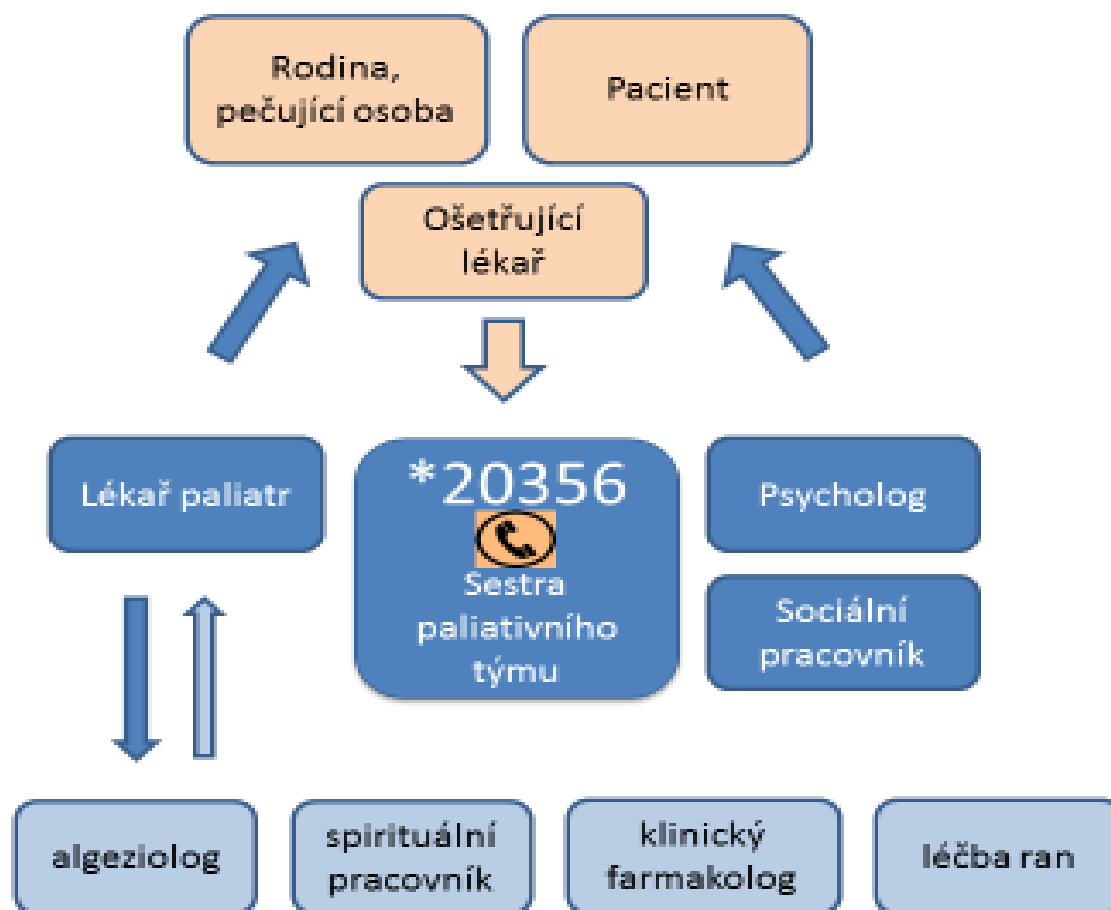 Rodina,
pečující osoba
Pacient
Ošetřující
lékař
Lékař paliatr
*20356
Sestra
paliativního
týmu
Psycholog
Sociální
pracovník
algeziolog
spirituální
pracovník
klinický
farmakolog
léčba ran